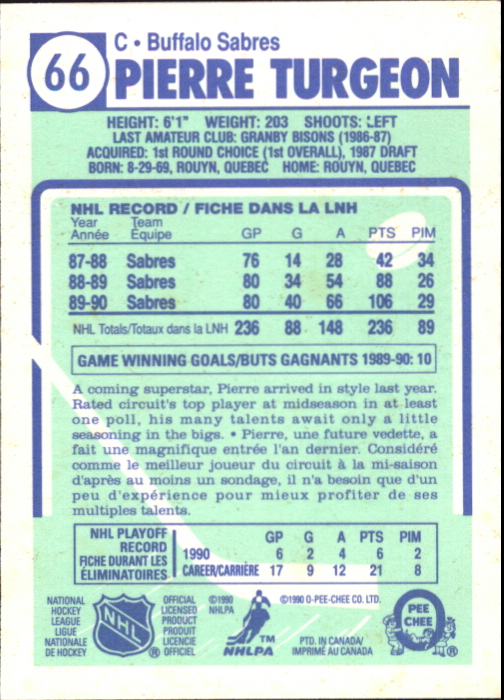 66
C • Buffalo Sabres
PIERRE TURGEON
HEIGHT: 6'1" WEIGHT: 203 SHOOTS: LEFT
LAST AMATEUR CLUB: GRANBY BISONS (1986-87)
ACQUIRED: 1st ROUND CHOICE (1st OVERALL), 1987 DRAFT
BORN: 8-29-69, ROUYN, QUEBEC HOME: ROUYN, QUEBEC
NHL RECORD / FICHE DANS LA LNH
Year Team
Année Équipe GP G A PTS PIM
87-88 Sabres 76 14 28 42 34
88-89 Sabres 80 34 54 88 26
89-90 Sabres 80 40 66 106 29
NHL Totals/Totaux dans la LNH 236 88 148 236 89
GAME WINNING GOALS/BUTS GAGNANTS 1989-90: 10
A coming superstar, Pierre arrived in style last year.
Rated circuit's top player at midseason in at least
one poll, his many talents await only a little
seasoning in the bigs. • Pierre, une future vedette, a
fait une magnifique entrée l'an dernier. Considéré
comme le meilleur joueur du circuit à la mi-saison
d'après au moins un sondage, il n'a besoin que d'un
peu d'expérience pour mieux profiter de ses
multiples talents.
NHL PLAYOFF
RECORD
FICHE DURANT LES
ÉLIMINATOIRES
GP G A PTS PIM
1990 6 2 4 6 2
CAREER/CARRIÈRE 17 9 12 21 8
NATIONAL
HOCKEY
LEAGUE
LIGUE
NATIONALE
DE HOCKEY
NHL
®
OFFICIAL
LICENSED
PRODUCT
PRODUIT
LICENCIÉ
OFFICIEL
©1990
NHLPA
TM
NHLPA
©1990 O-PEE-CHEE CO. LTD.
PTD. IN CANADA/
IMPRIMÉ AU CANADA
O
PEE
CHEE
®